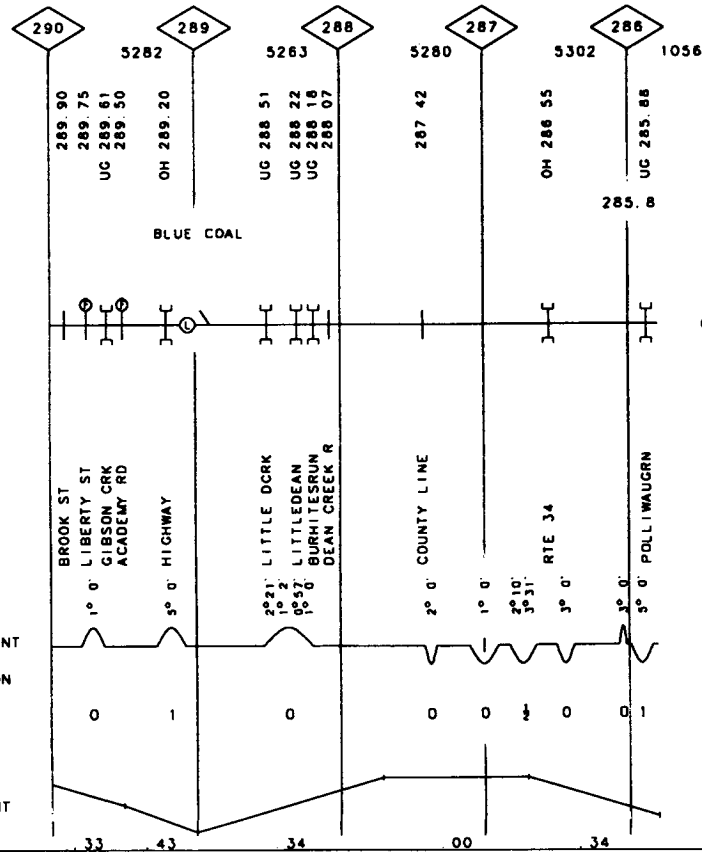 290 289 288 287 286
5282 5263 5280 5302 1056
289.90
289.75
UG 289.61
289.50
OH 289.20
UG 288 51
UG 288 22
UG 288 18
288 07
287 42
OH 286 55
UG 285.88
285.8
BLUE COAL
P P L
BROOK ST
LIBERTY ST
GIBSON CRK
ACADEMY RD
HIGHWAY
LITTLE DCRK
LITTLEDEAN
BURHITESRUN
DEAN CREEK R
COUNTY LINE
RTE 34
POLLIWAUGRN
1° 0'
5° 0'
2°21'
1° 2'
0°57'
1° 0'
2° 0'
1° 0'
2°10'
3°31'
3° 0'
3° 0'
5° 0'
NT
ON
0 1 0 0 0 ½ 0 0 1
NT
.33 .43 .34 .00 .34